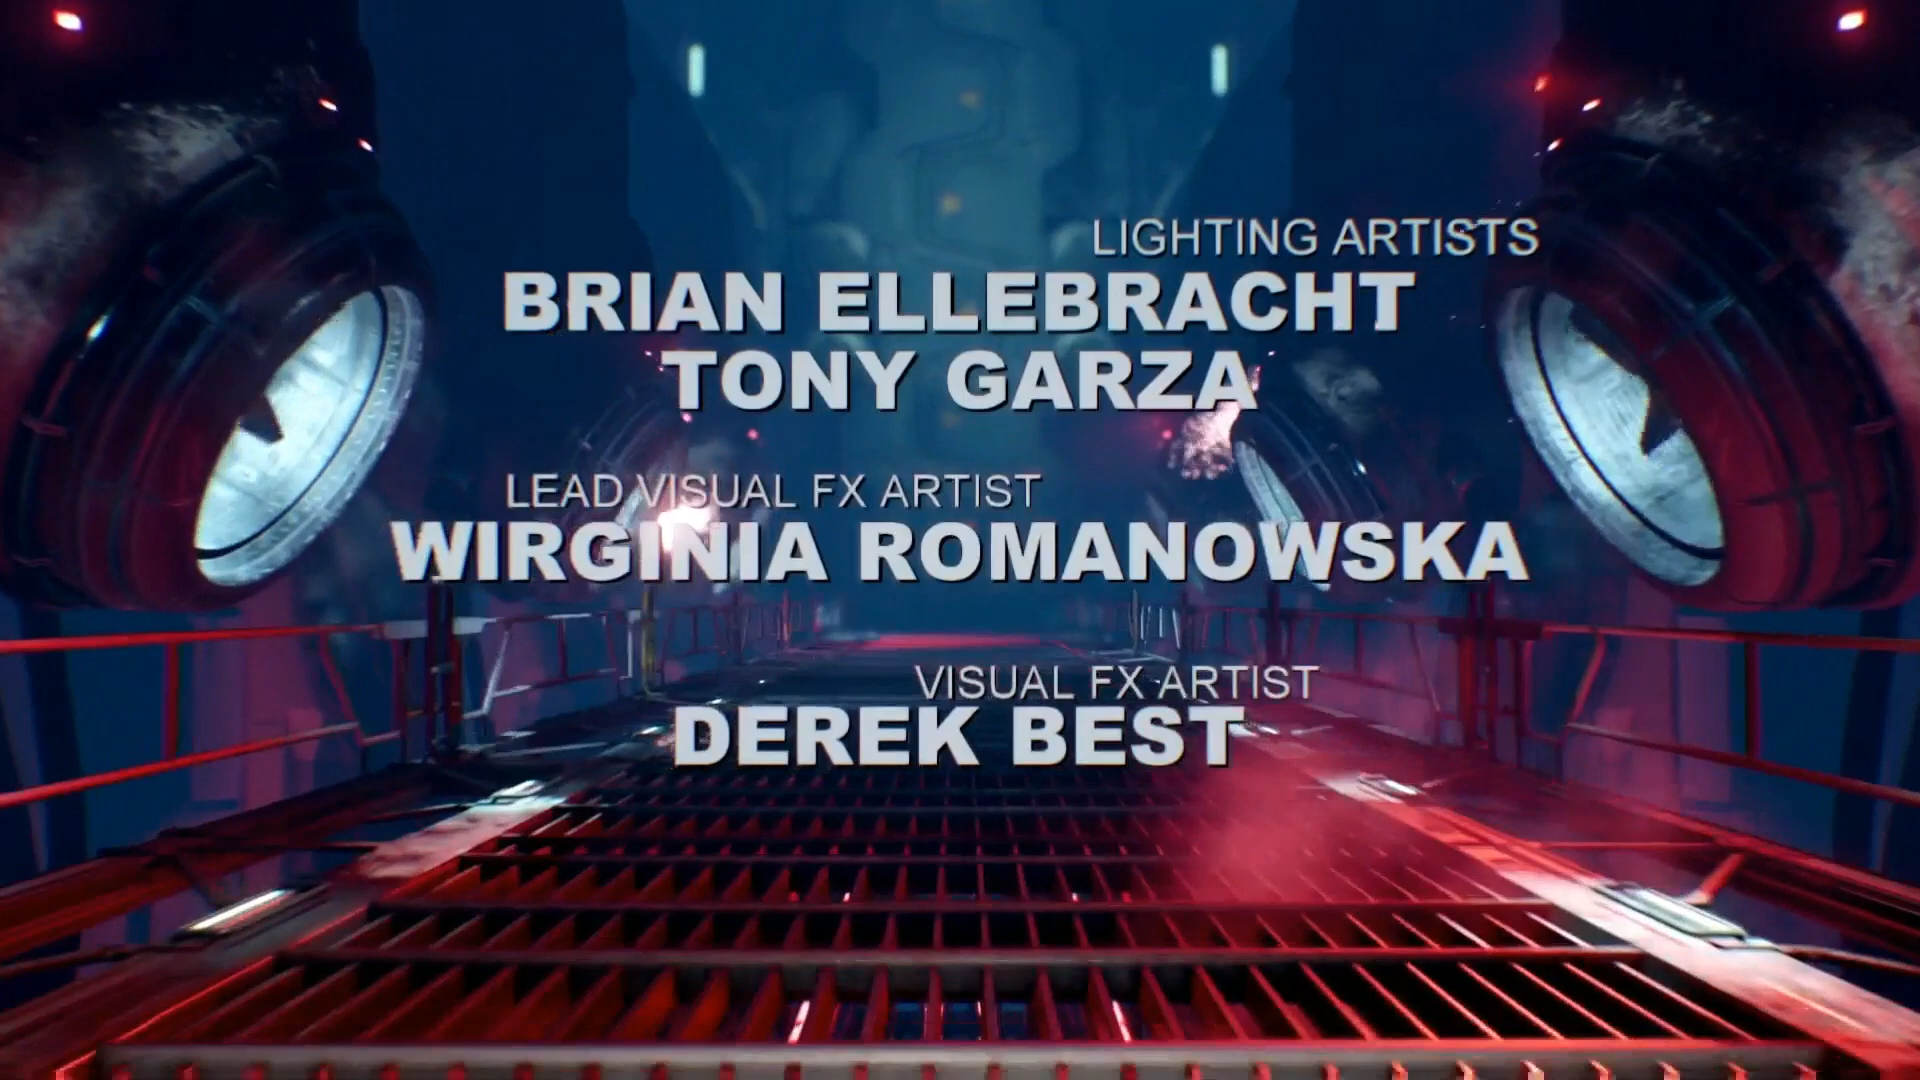 LIGHTING ARTISTS
BRIAN ELLEBRACHT
TONY GARZA
LEAD VISUAL FX ARTIST
WIRGINIA ROMANOWSKA
VISUAL FX ARTIST
DEREK BEST